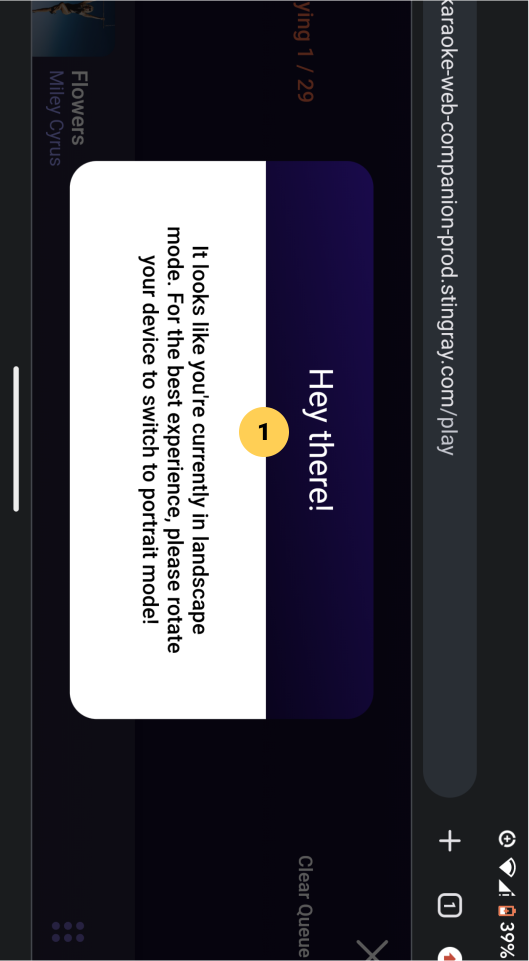 karaoke-web-companion-prod.stingray.com/play
1
39%
ying 1 / 29
Clear Queue
Hey there!
1
It looks like you're currently in landscape
mode. For the best experience, please rotate
your device to switch to portrait mode!
Flowers
Miley Cyrus